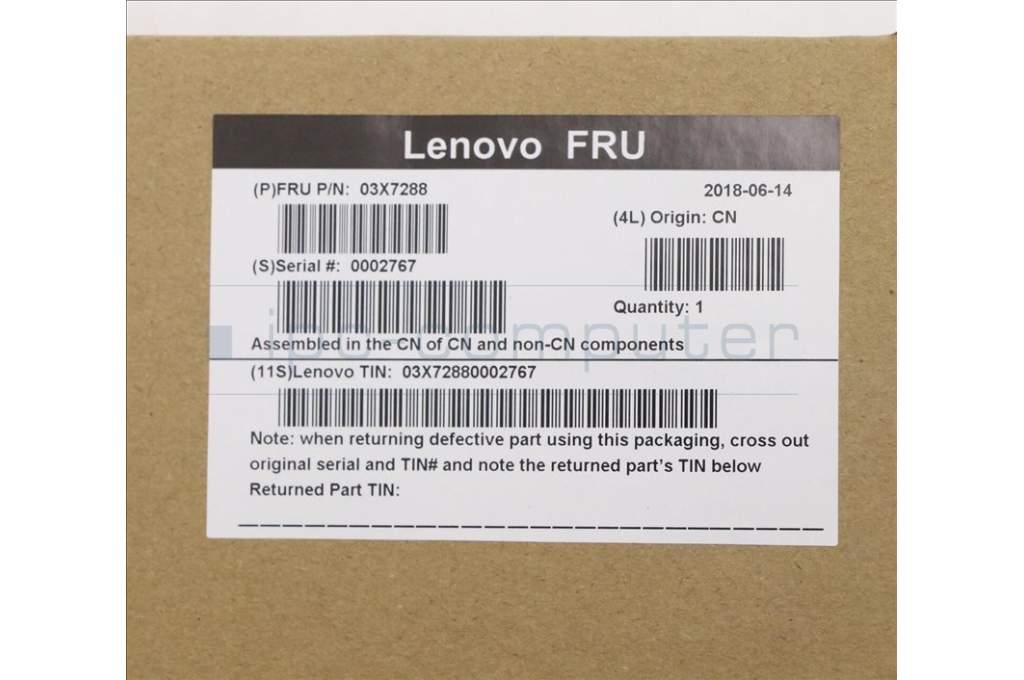 Lenovo FRU
(P)FRU P/N: 03X7288
2018-06-14
(4L) Origin: CN
(S)Serial #: 0002767
Quantity: 1
ipc-computer
Assembled in the CN of CN and non-CN components
(11S)Lenovo TIN: 03X72880002767
Note: when returning defective part using this packaging, cross out
original serial and TIN# and note the returned part's TIN below
Returned Part TIN: